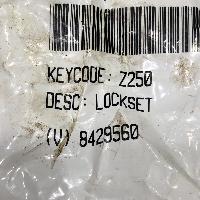 KEYCODE: Z250
DESC: LOCKSET
(V) 8429560